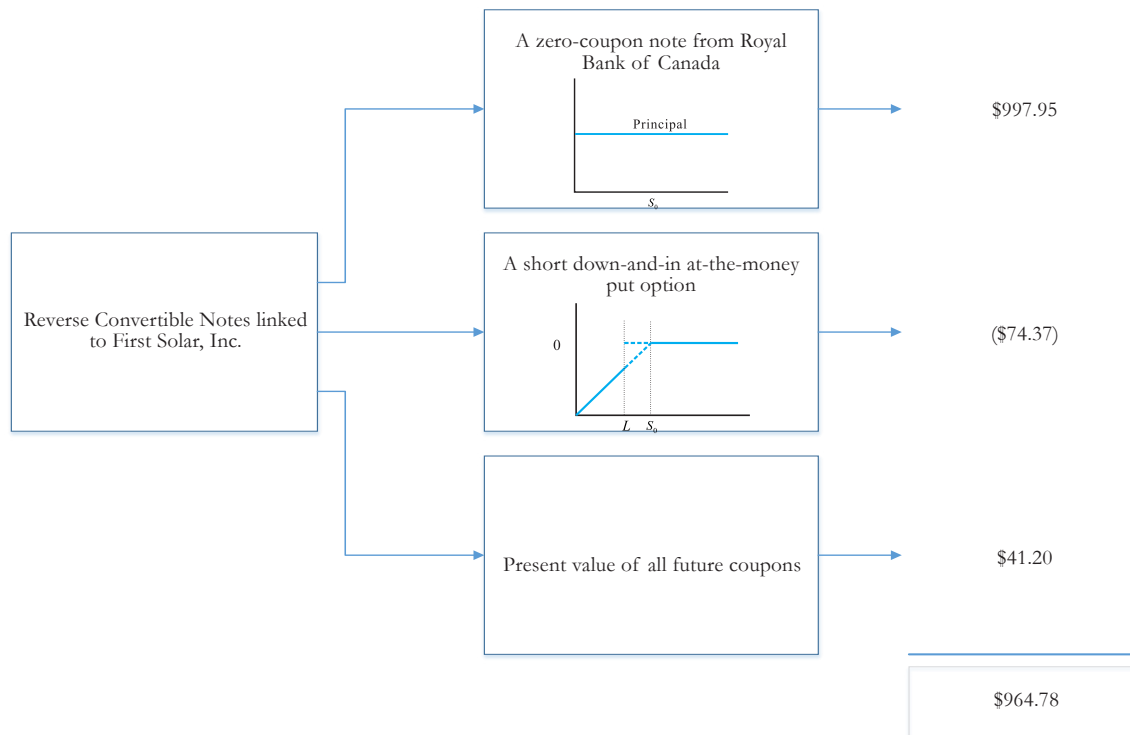 A zero-coupon note from Royal
Bank of Canada
Principal
S₀
$997.95
Reverse Convertible Notes linked
to First Solar, Inc.
A short down-and-in at-the-money
put option
0
L S₀
($74.37)
Present value of all future coupons
$41.20
$964.78